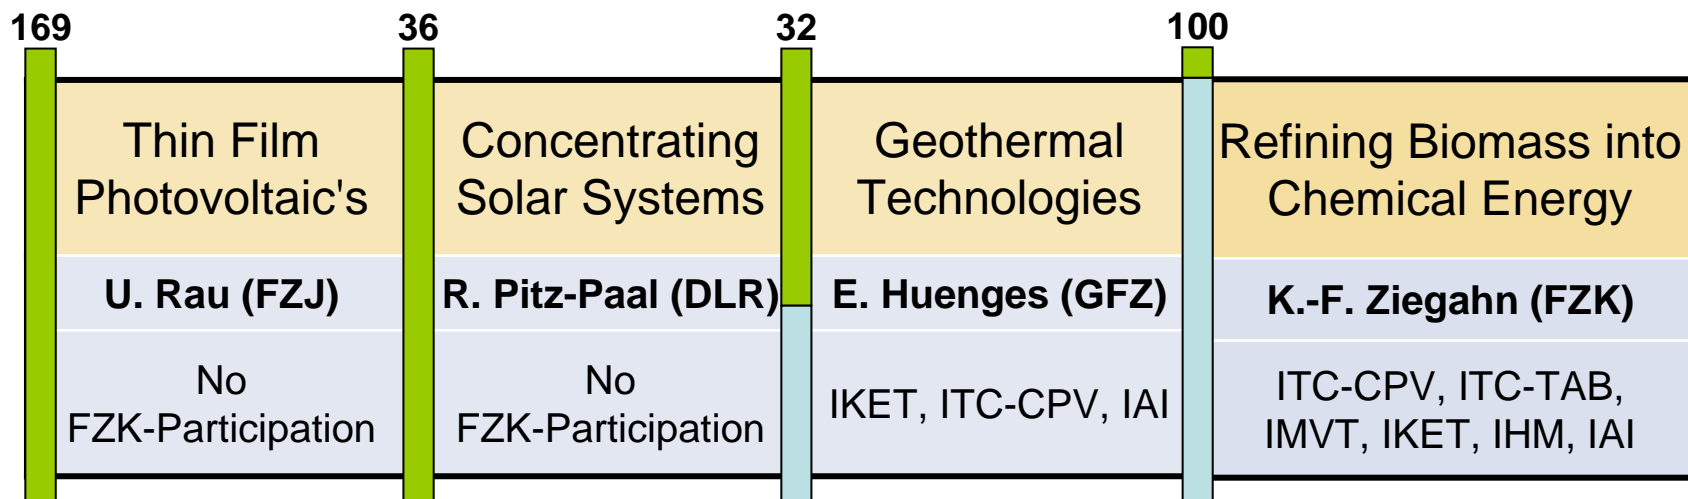 169
36
32
100
Thin Film
Photovoltaic's
Concentrating
Solar Systems
Geothermal
Technologies
Refining Biomass into
Chemical Energy
U. Rau (FZJ)
R. Pitz-Paal (DLR)
E. Huenges (GFZ)
K.-F. Ziegahn (FZK)
No
FZK-Participation
No
FZK-Participation
IKET, ITC-CPV, IAI
ITC-CPV, ITC-TAB,
IMVT, IKET, IHM, IAI